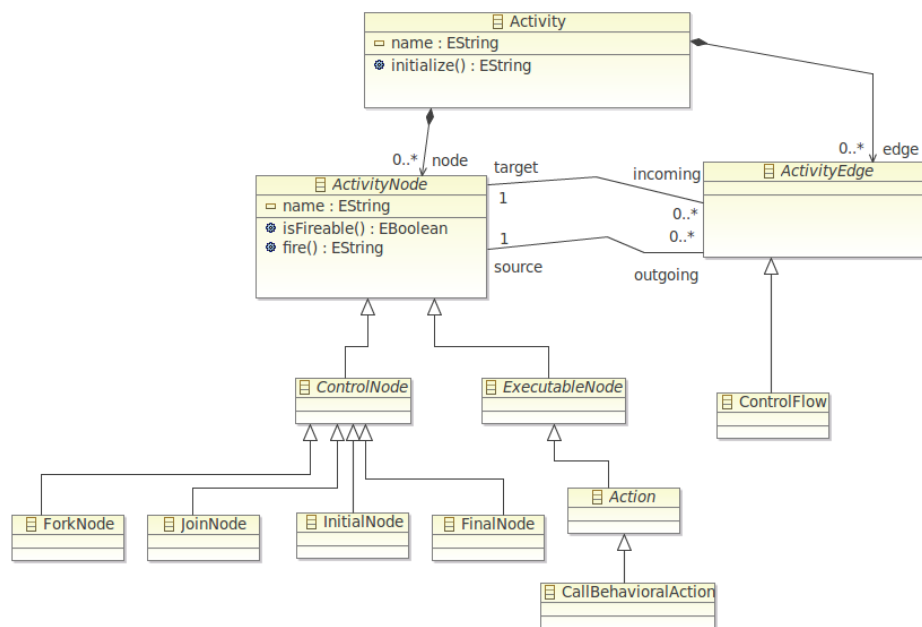 Activity
name : EString
initialize() : EString
0..* node
0..* edge
target
incoming
ActivityNode
ActivityEdge
name : EString
1
0..*
isFireable() : EBoolean
fire() : EString
1
0..*
source
outgoing
ControlNode
ExecutableNode
ControlFlow
Action
ForkNode
JoinNode
InitialNode
FinalNode
CallBehavioralAction